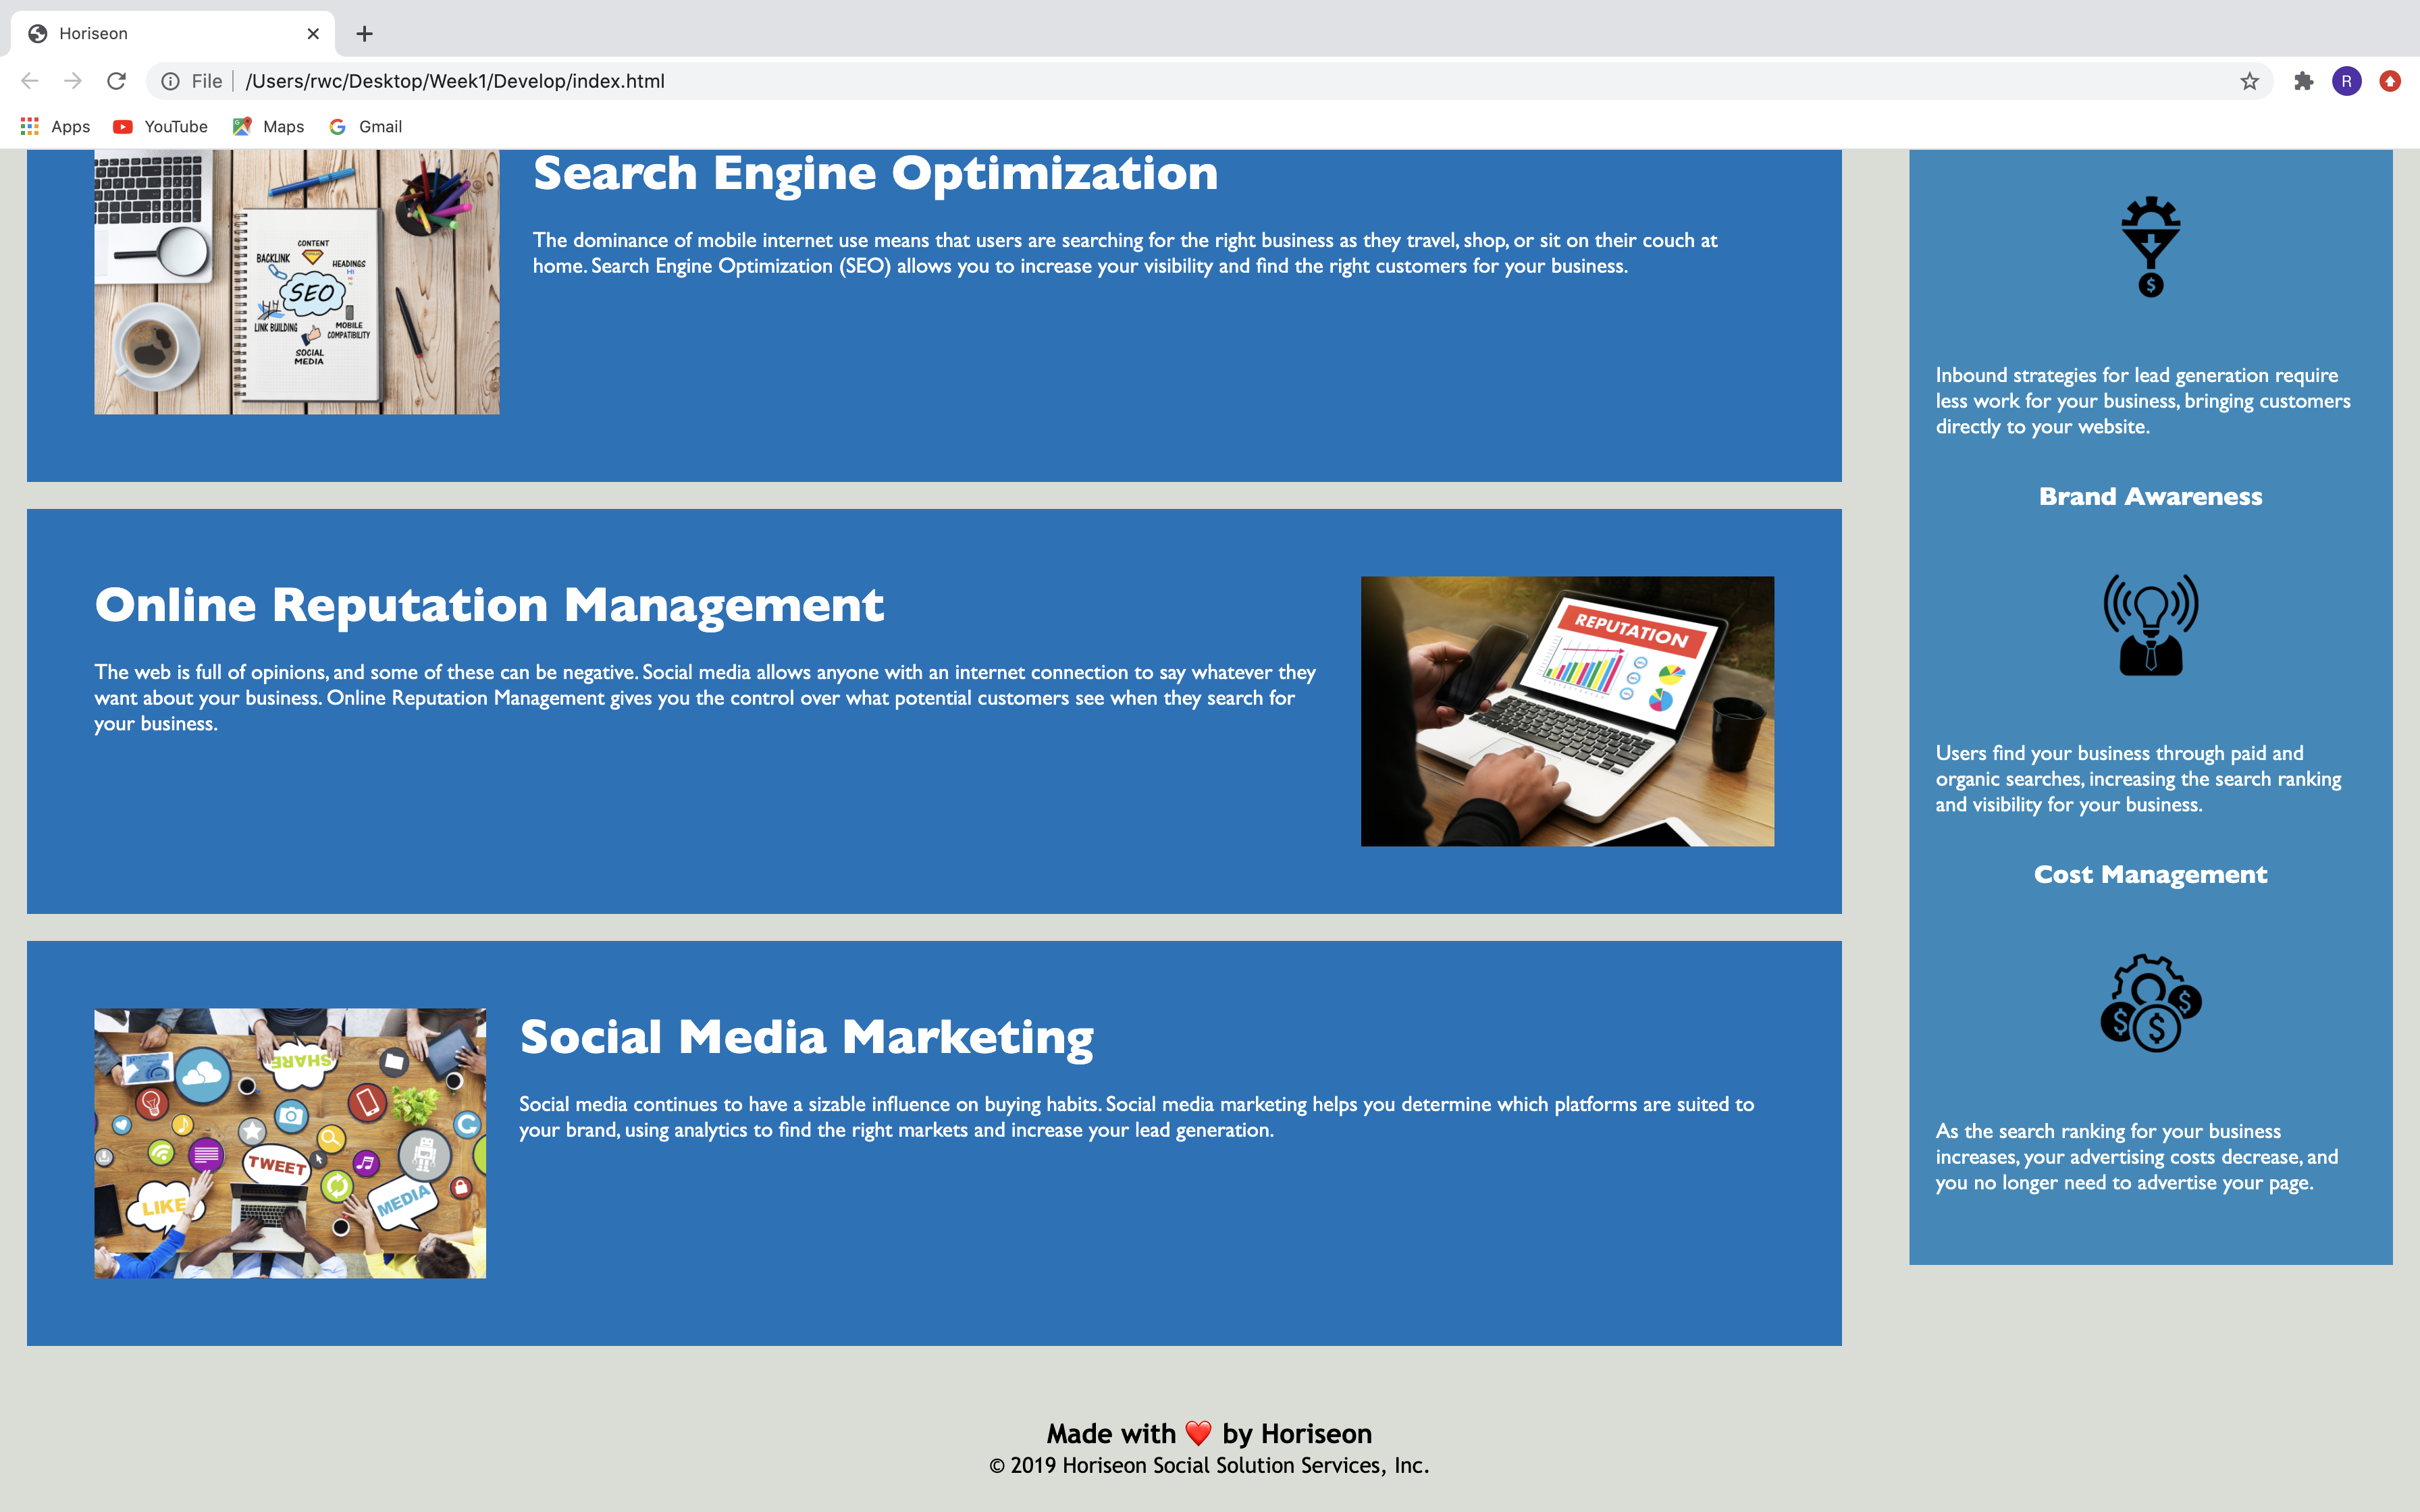 Horiseon
File
/Users/rwc/Desktop/Week1/Develop/index.html
R
Apps
YouTube
Maps
Gmail
Search Engine Optimization
The dominance of mobile internet use means that users are searching for the right business as they travel, shop, or sit on their couch at
home. Search Engine Optimization (SEO) allows you to increase your visibility and find the right customers for your business.
CONTENT
BACKLINK
HEADINGS
H1
SEO
LINK BUILDING
MOBILE
COMPATIBILITY
SOCIAL
MEDIA
Online Reputation Management
The web is full of opinions, and some of these can be negative. Social media allows anyone with an internet connection to say whatever they
want about your business. Online Reputation Management gives you the control over what potential customers see when they search for
your business.
REPUTATION
Social Media Marketing
Social media continues to have a sizable influence on buying habits. Social media marketing helps you determine which platforms are suited to
your brand, using analytics to find the right markets and increase your lead generation.
SHARE
TWEET
LIKE
MEDIA
$
Inbound strategies for lead generation require
less work for your business, bringing customers
directly to your website.
Brand Awareness
Users find your business through paid and
organic searches, increasing the search ranking
and visibility for your business.
Cost Management
$
$
$
As the search ranking for your business
increases, your advertising costs decrease, and
you no longer need to advertise your page.
Made with ❤️ by Horiseon
© 2019 Horiseon Social Solution Services, Inc.